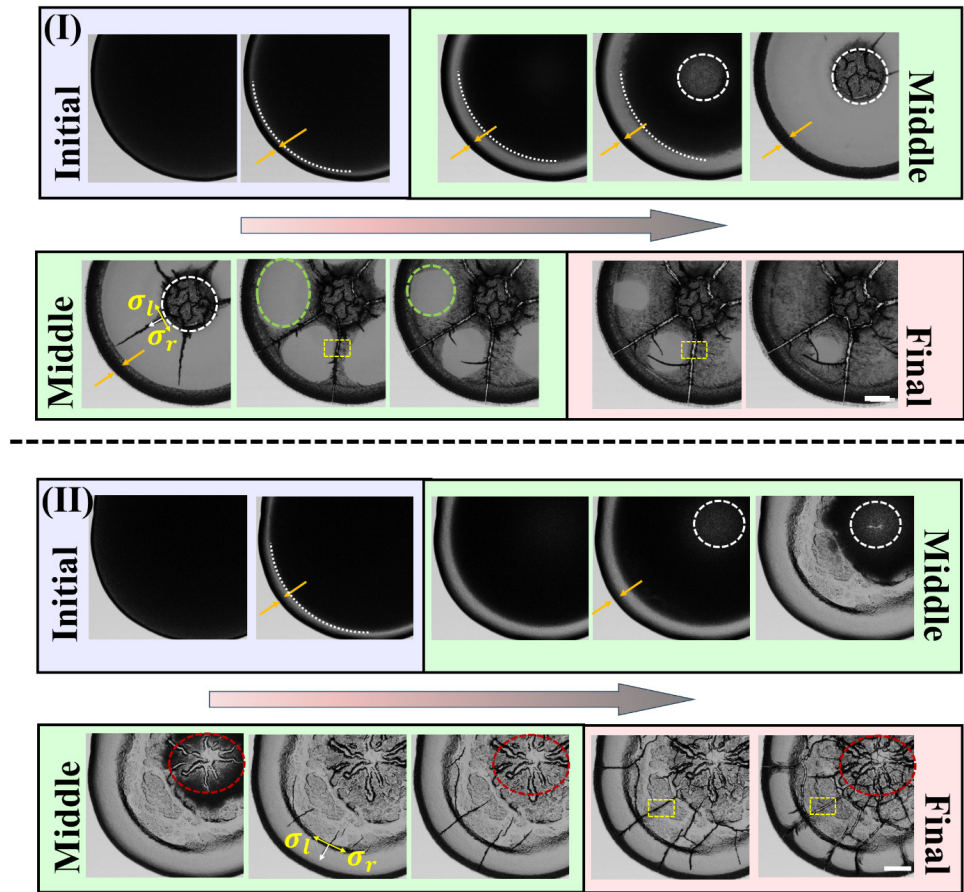 (I)
Initial
Middle
Middle
σl
σr
Final
(II)
Initial
Middle
Middle
σl
σr
Final